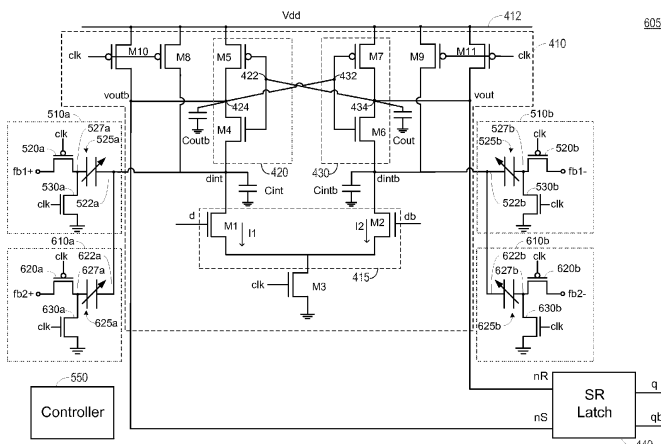 Vdd
412
605
410
clk
M10
M8
M5
M7
M9
M11
clk
422
432
voutb
424
434
vout
510a
510b
Coutb
M4
M6
Cout
clk
527a
525a
527b
525b
clk
520a
520b
420
430
fb1+
fb1-
530a
530b
dint
dintb
clk
522a
Cint
Cintb
522b
clk
610a
610b
d
M1
I1
I2
M2
db
clk
622a
622b
clk
620a
627a
627b
620b
415
fb2+
fb2-
clk
M3
630a
630b
clk
625a
625b
clk
550
nR
Controller
SR
Latch
q
nS
qb
440